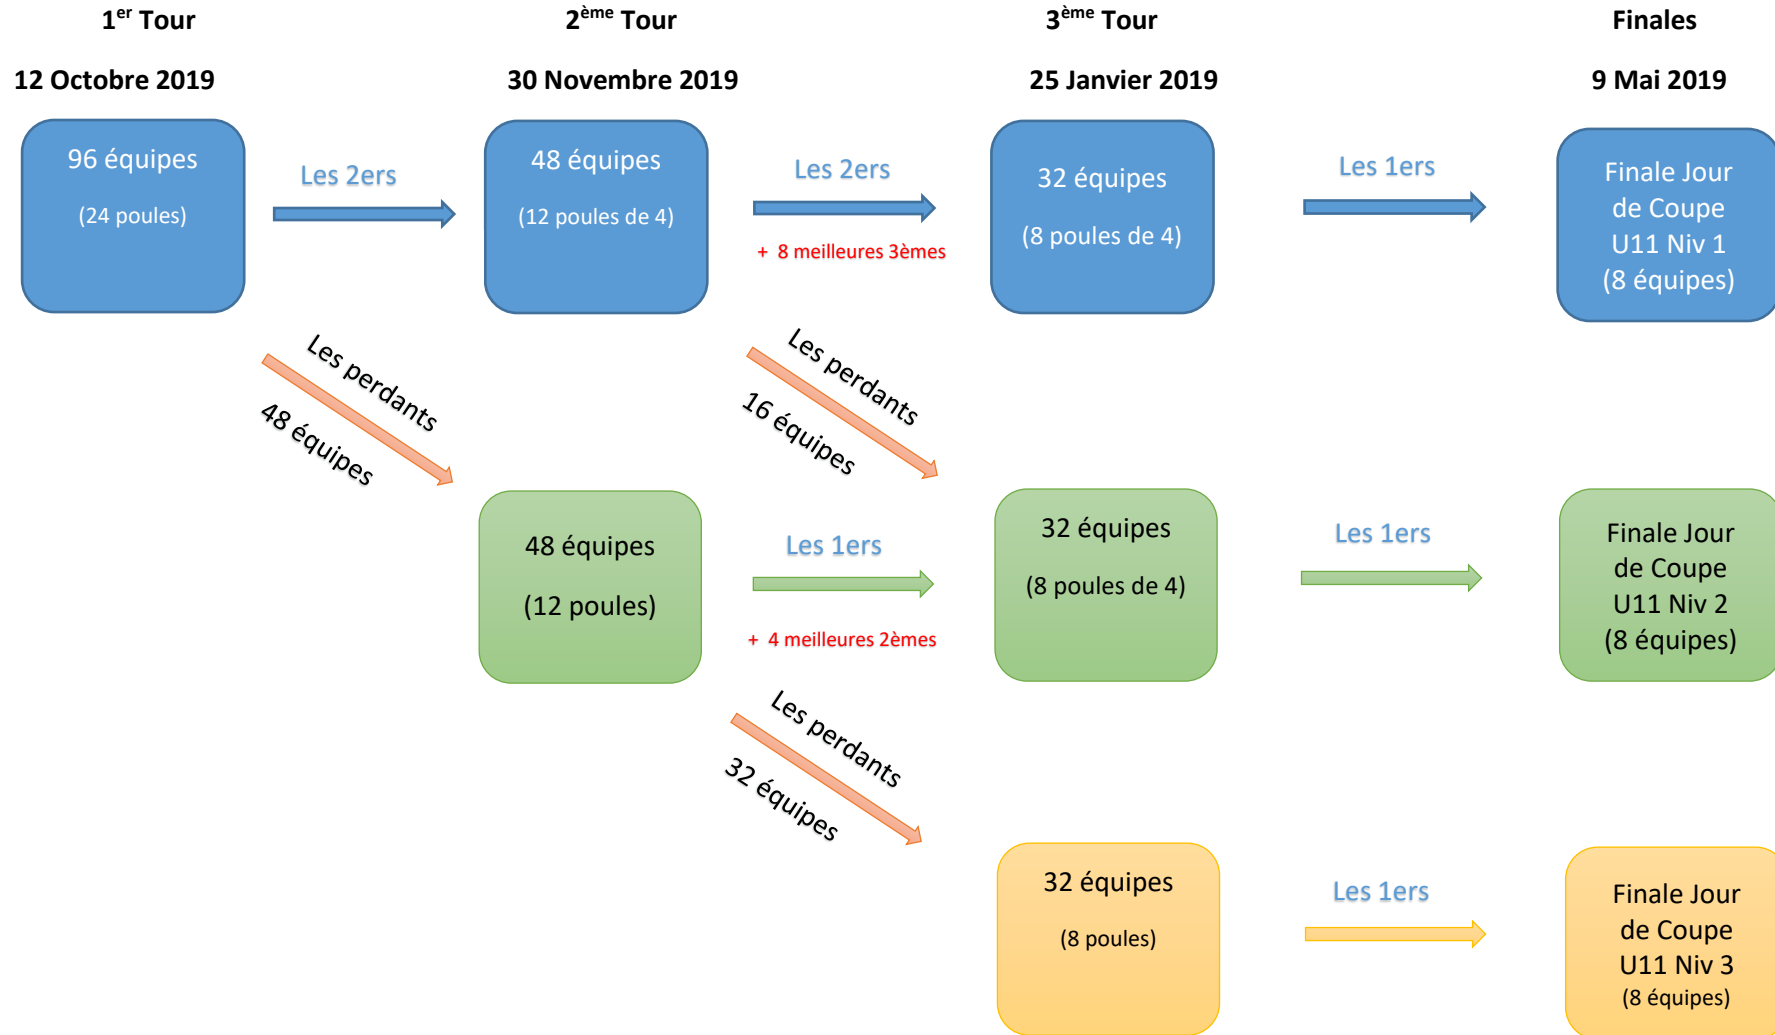 1er Tour
2ème Tour
3ème Tour
Finales
12 Octobre 2019
30 Novembre 2019
25 Janvier 2019
9 Mai 2019
96 équipes
(24 poules)
Les 2ers
48 équipes
(12 poules de 4)
Les 2ers
+ 8 meilleures 3èmes
32 équipes
(8 poules de 4)
Les 1ers
Finale Jour
de Coupe
U11 Niv 1
(8 équipes)
Les perdants
48 équipes
Les perdants
16 équipes
48 équipes
(12 poules)
Les 1ers
+ 4 meilleures 2èmes
32 équipes
(8 poules de 4)
Les 1ers
Finale Jour
de Coupe
U11 Niv 2
(8 équipes)
Les perdants
32 équipes
32 équipes
(8 poules)
Les 1ers
Finale Jour
de Coupe
U11 Niv 3
(8 équipes)